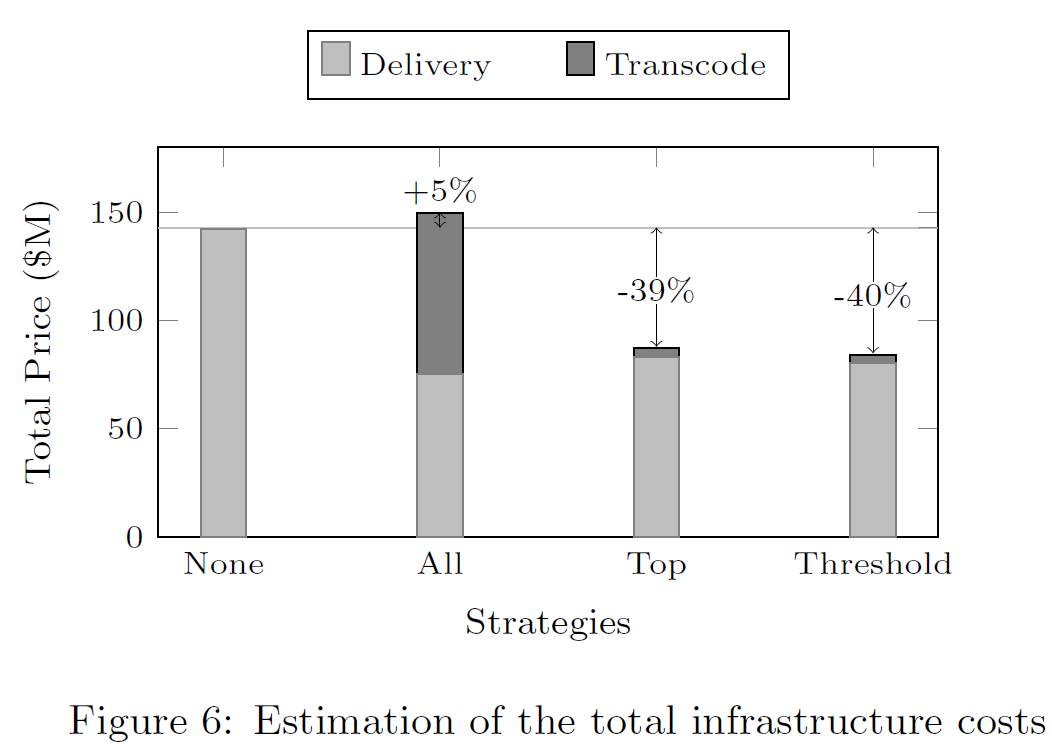 Delivery Transcode
+5%
150
-39%
-40%
100
50
0
Total Price ($M)
None All Top Threshold
Strategies
Figure 6: Estimation of the total infrastructure costs